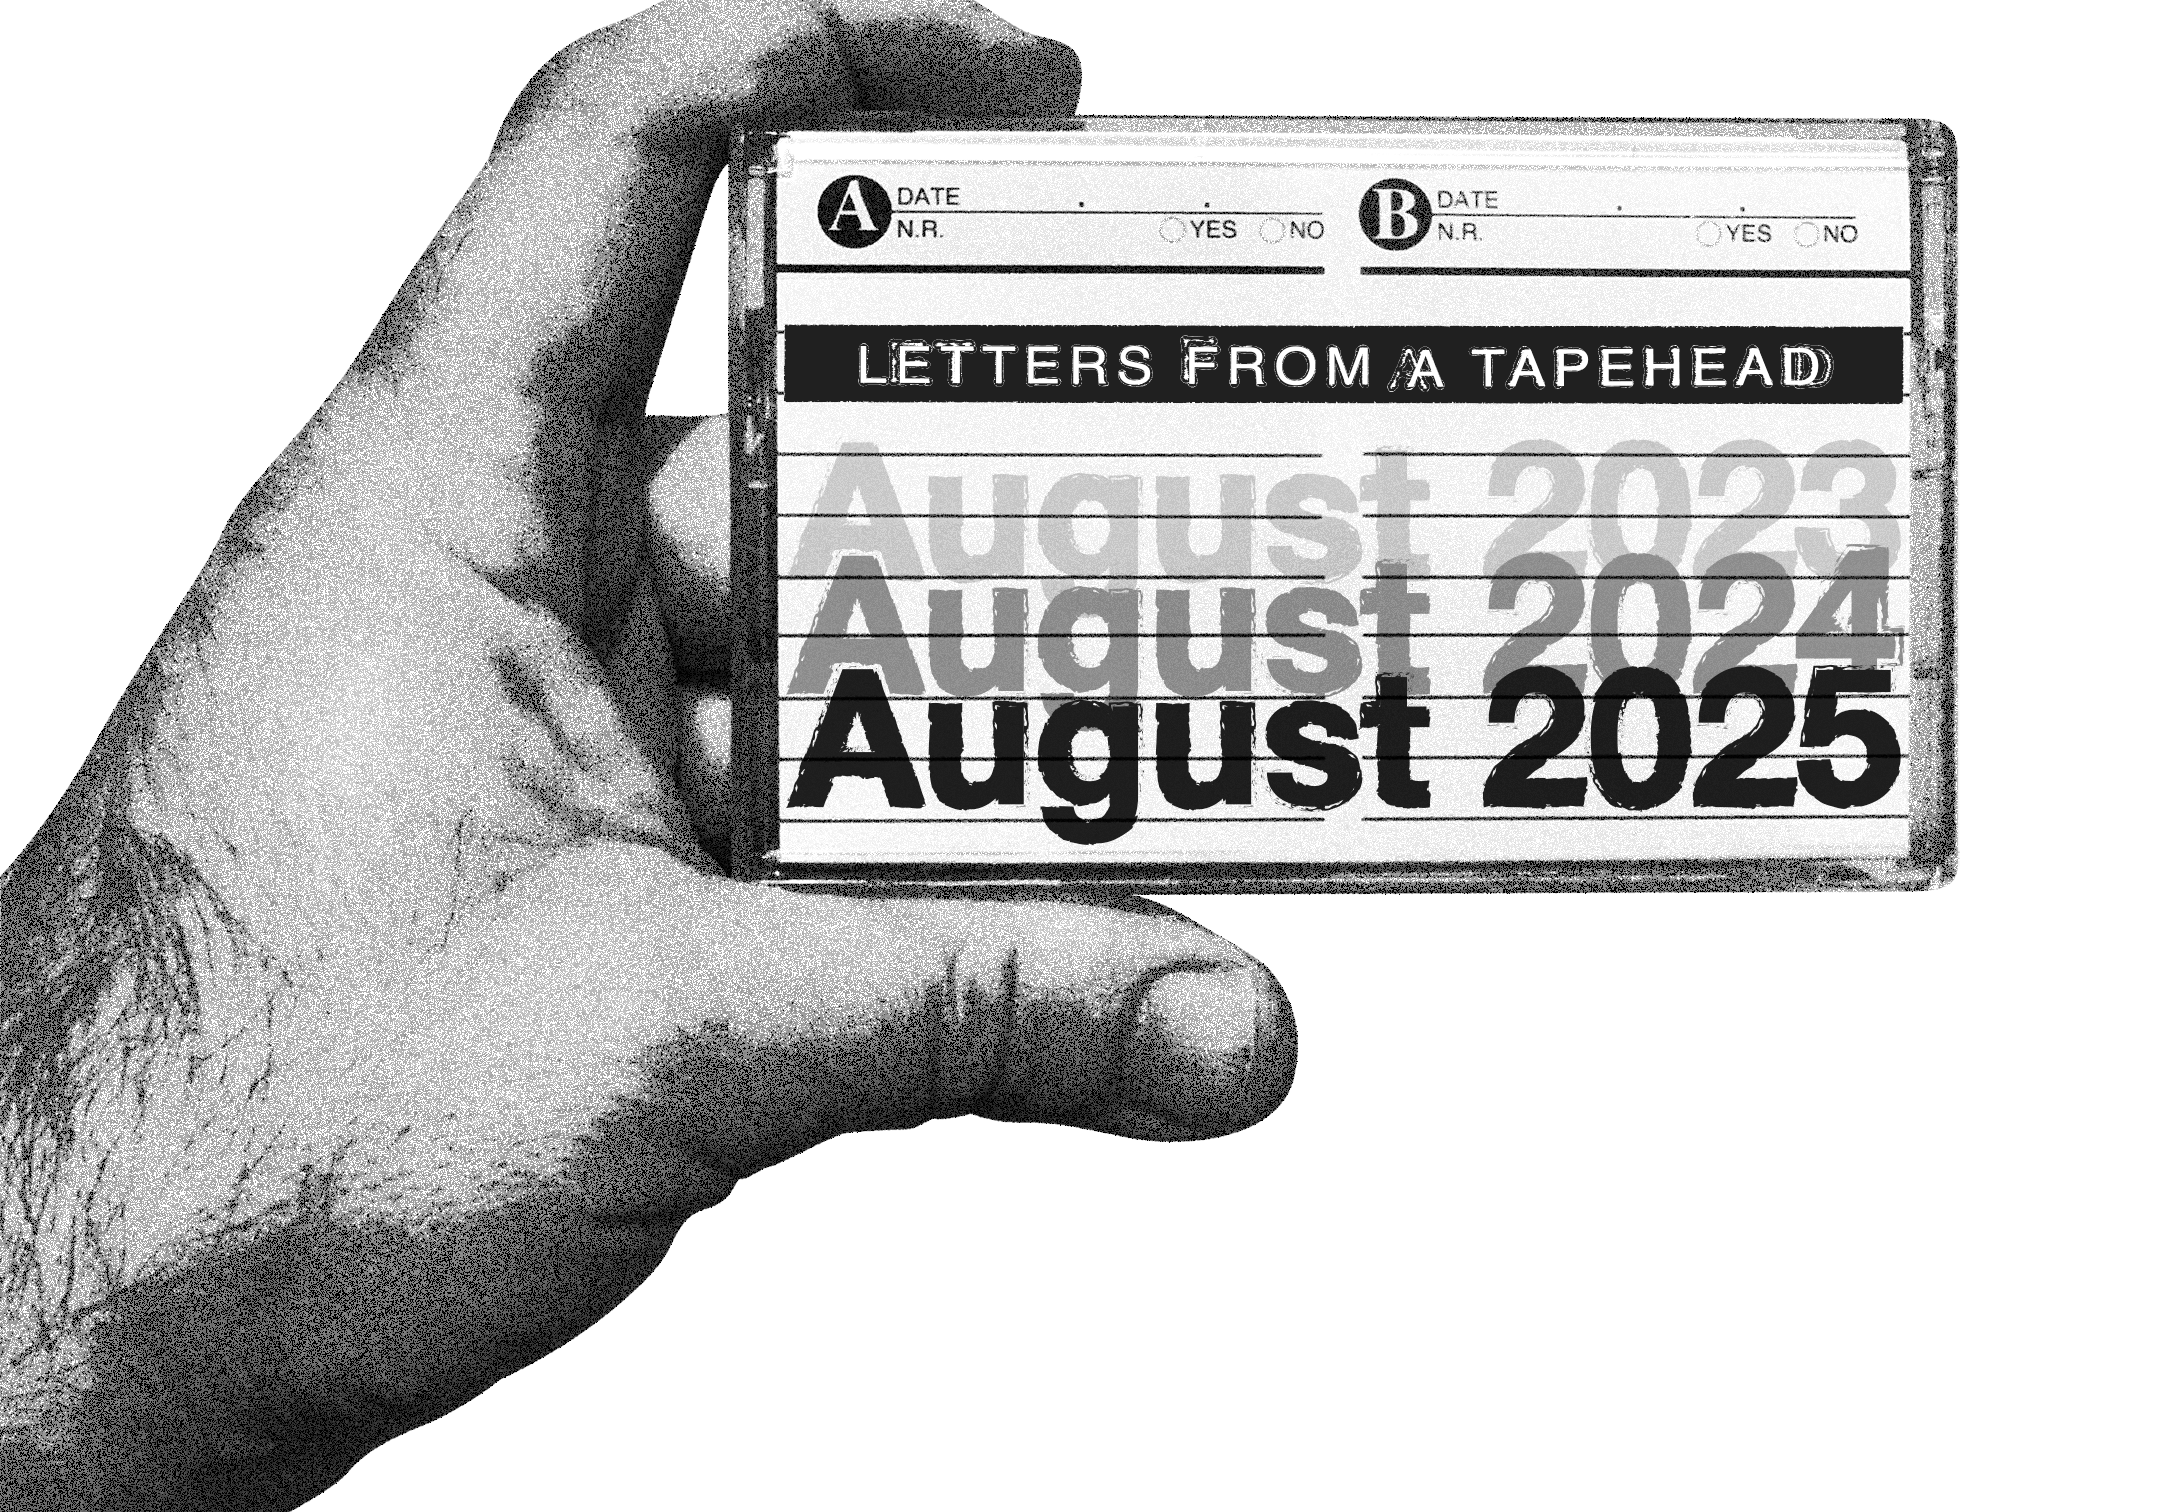 A DATE . .
N.R. YES NO
B DATE . .
N.R. YES NO
LETTERS FROM A TAPEHEAD
August 2023
August 2024
August 2025